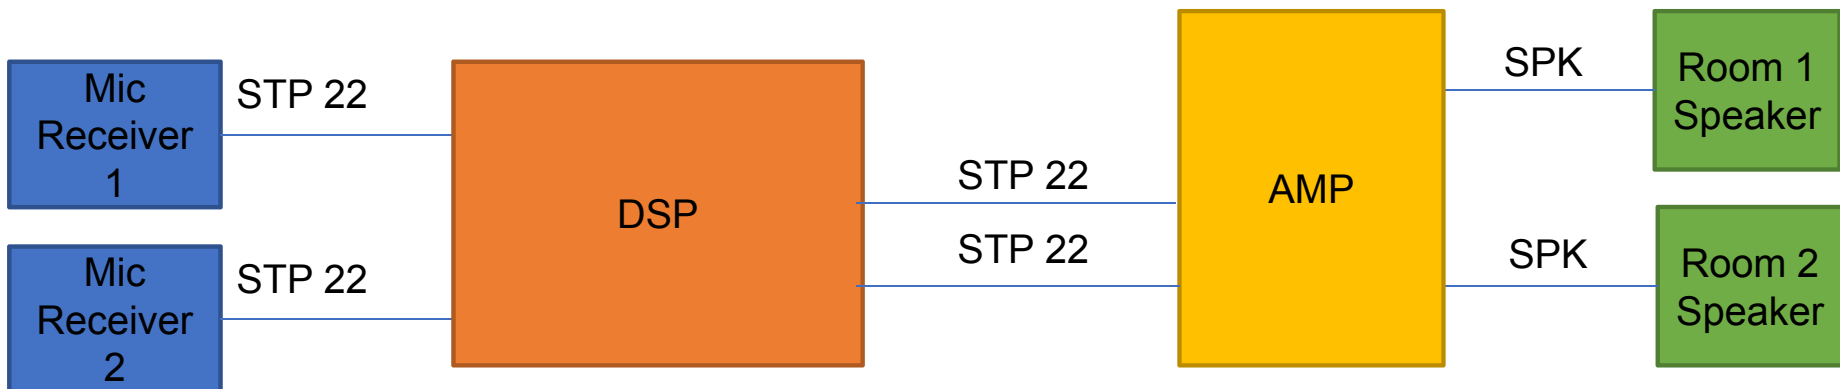 Mic
Receiver
1
STP 22
Mic
Receiver
2
STP 22
DSP
STP 22
STP 22
AMP
SPK
Room 1
Speaker
SPK
Room 2
Speaker